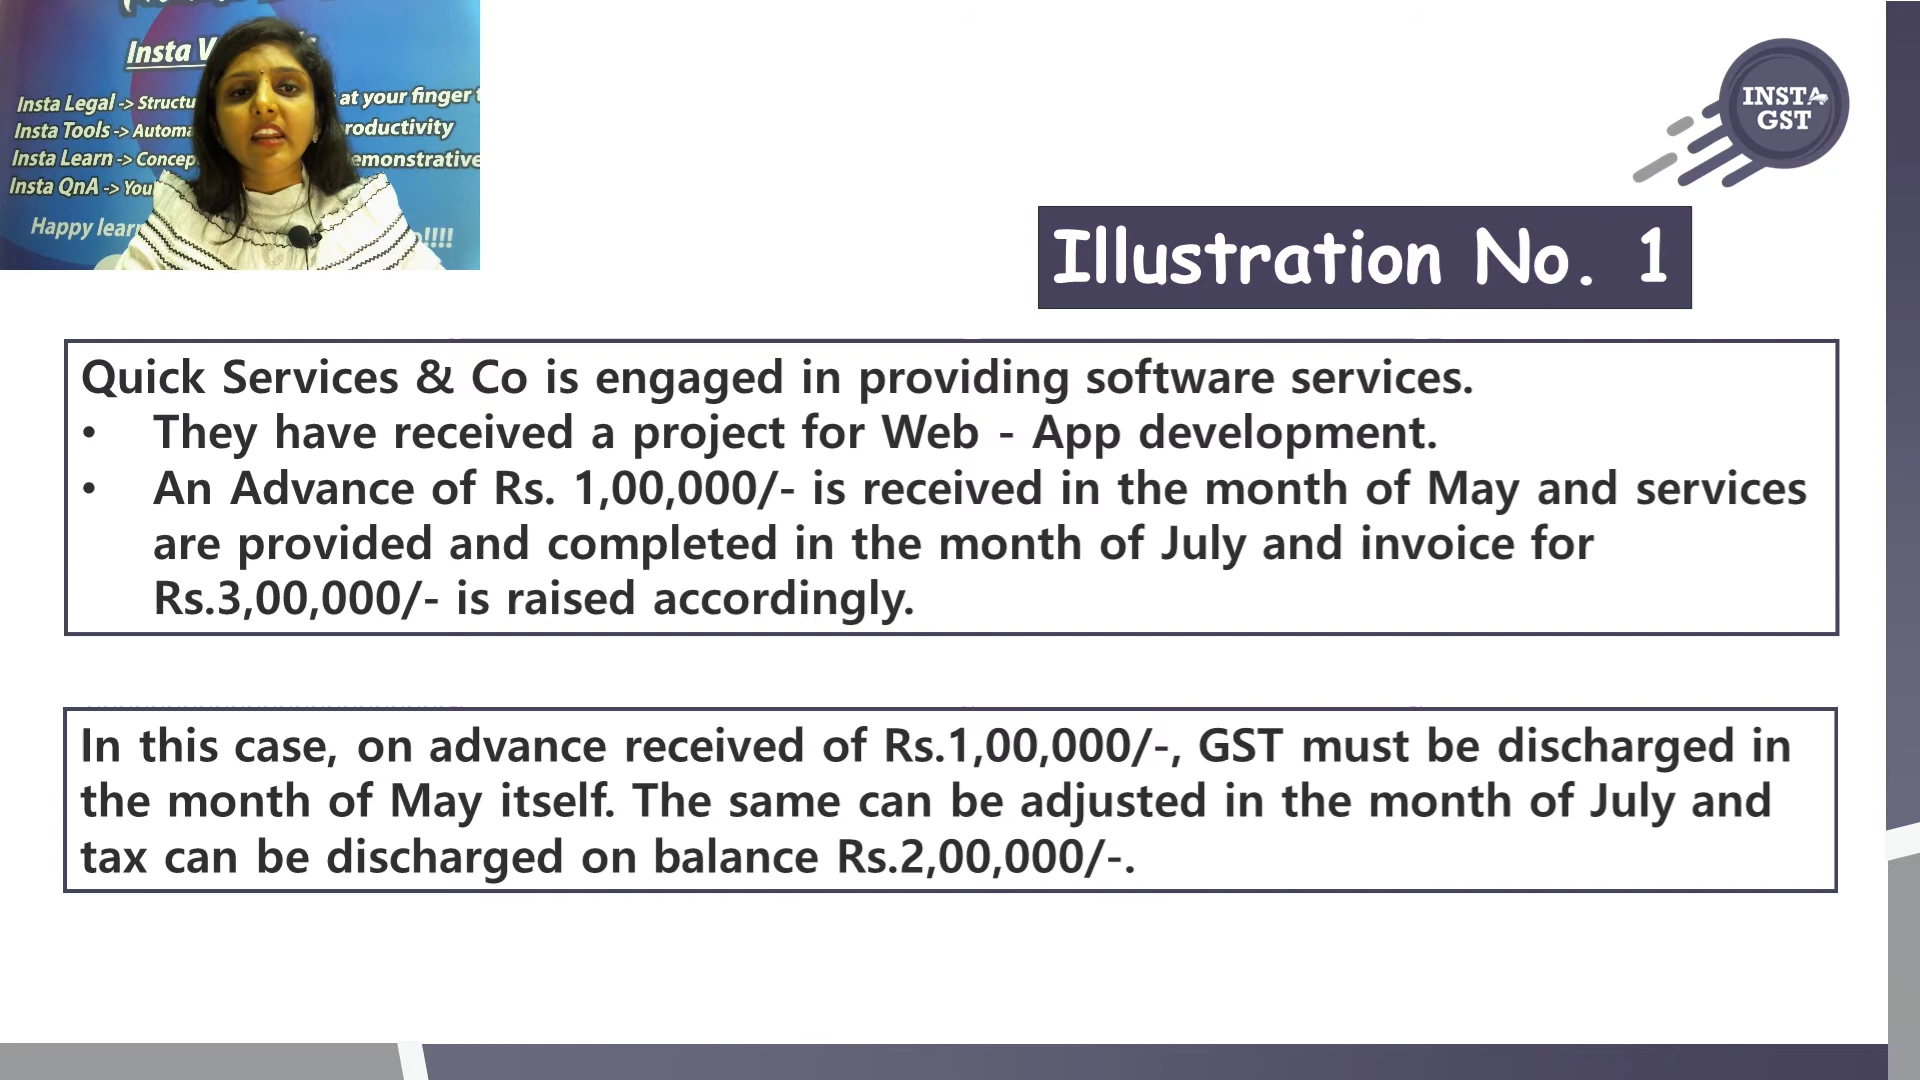 Insta
Insta Legal -> Structu at your finger
Insta Tools -> Automa productivity
Insta Learn -> Concep emonstrative
Insta QnA -> You
Happy lear !!!!
INSTA
GST
Illustration No. 1
Quick Services & Co is engaged in providing software services.
• They have received a project for Web - App development.
• An Advance of Rs. 1,00,000/- is received in the month of May and services
are provided and completed in the month of July and invoice for
Rs.3,00,000/- is raised accordingly.
In this case, on advance received of Rs.1,00,000/-, GST must be discharged in
the month of May itself. The same can be adjusted in the month of July and
tax can be discharged on balance Rs.2,00,000/-.